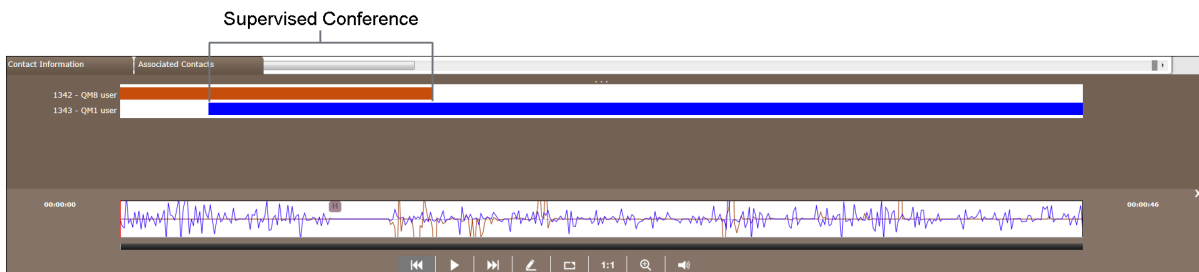 Supervised Conference
Contact Information
Associated Contacts
...
1342 - QM8 user
1343 - QM1 user
00:00:00
H
00:00:46
1:1